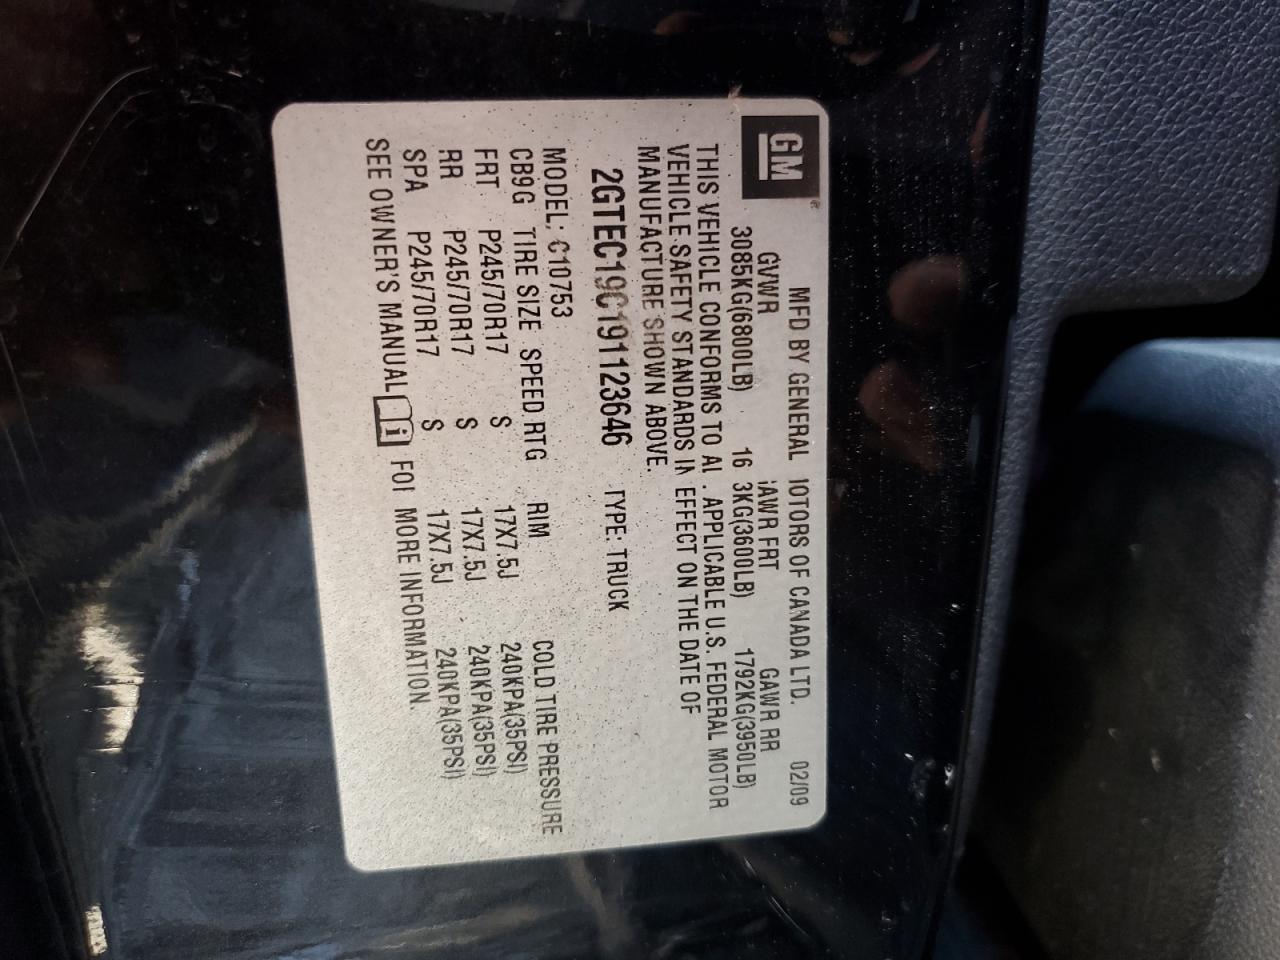 GM
MFD BY GENERAL IOTORS OF CANADA LTD. 02/09
GVWR iAWR FRT GAWR RR
3085KG(6800LB) 16 3KG(3600LB) 1792KG(3950LB)
THIS VEHICLE CONFORMS TO Al . APPLICABLE U.S. FEDERAL MOTOR
VEHICLE SAFETY STANDARDS IN EFFECT ON THE DATE OF
MANUFACTURE SHOWN ABOVE.
2GTEC19C191123646 TYPE: TRUCK
MODEL: C10753
CB9G TIRE SIZE SPEED RTG RIM COLD TIRE PRESSURE
FRT P245/70R17 S 17X7.5J 240KPA(35PSI)
RR P245/70R17 S 17X7.5J 240KPA(35PSI)
SPA P245/70R17 S 17X7.5J 240KPA(35PSI)
SEE OWNER'S MANUAL i FOI MORE INFORMATION.